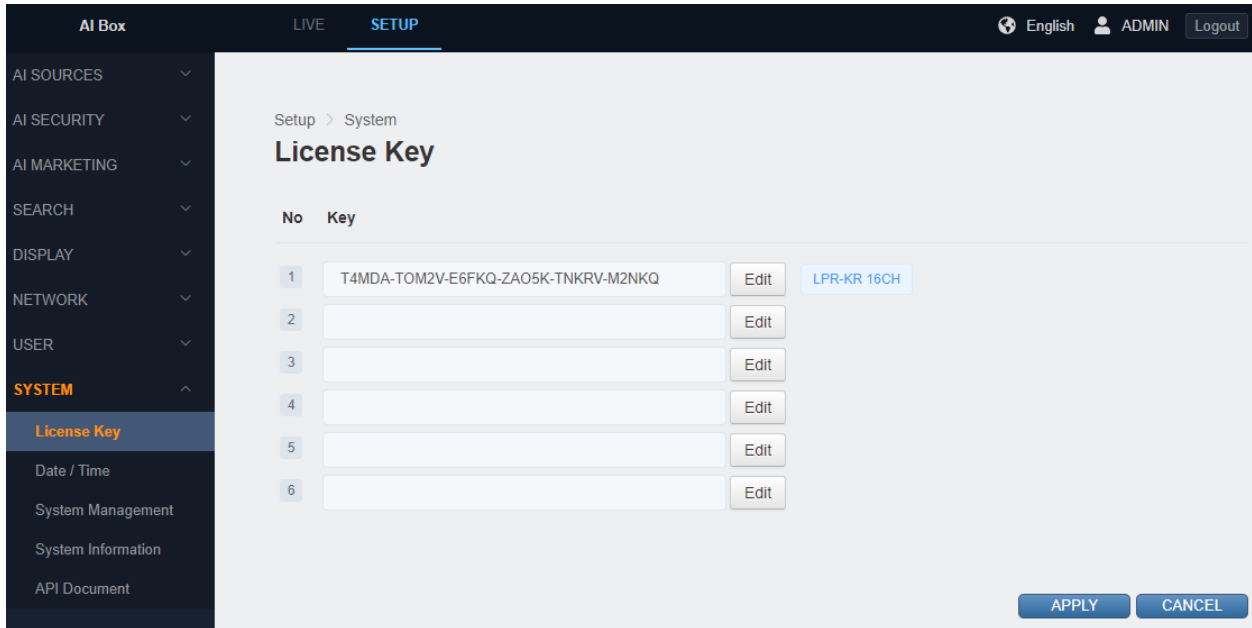 AI Box
LIVE SETUP
English ADMIN Logout
AI SOURCES
AI SECURITY
AI MARKETING
SEARCH
DISPLAY
NETWORK
USER
SYSTEM
License Key
Date / Time
System Management
System Information
API Document
Setup > System
License Key
No Key
1 T4MDA-TOM2V-E6FKQ-ZAO5K-TNKRV-M2NKQ Edit LPR-KR 16CH
2 Edit
3 Edit
4 Edit
5 Edit
6 Edit
APPLY CANCEL